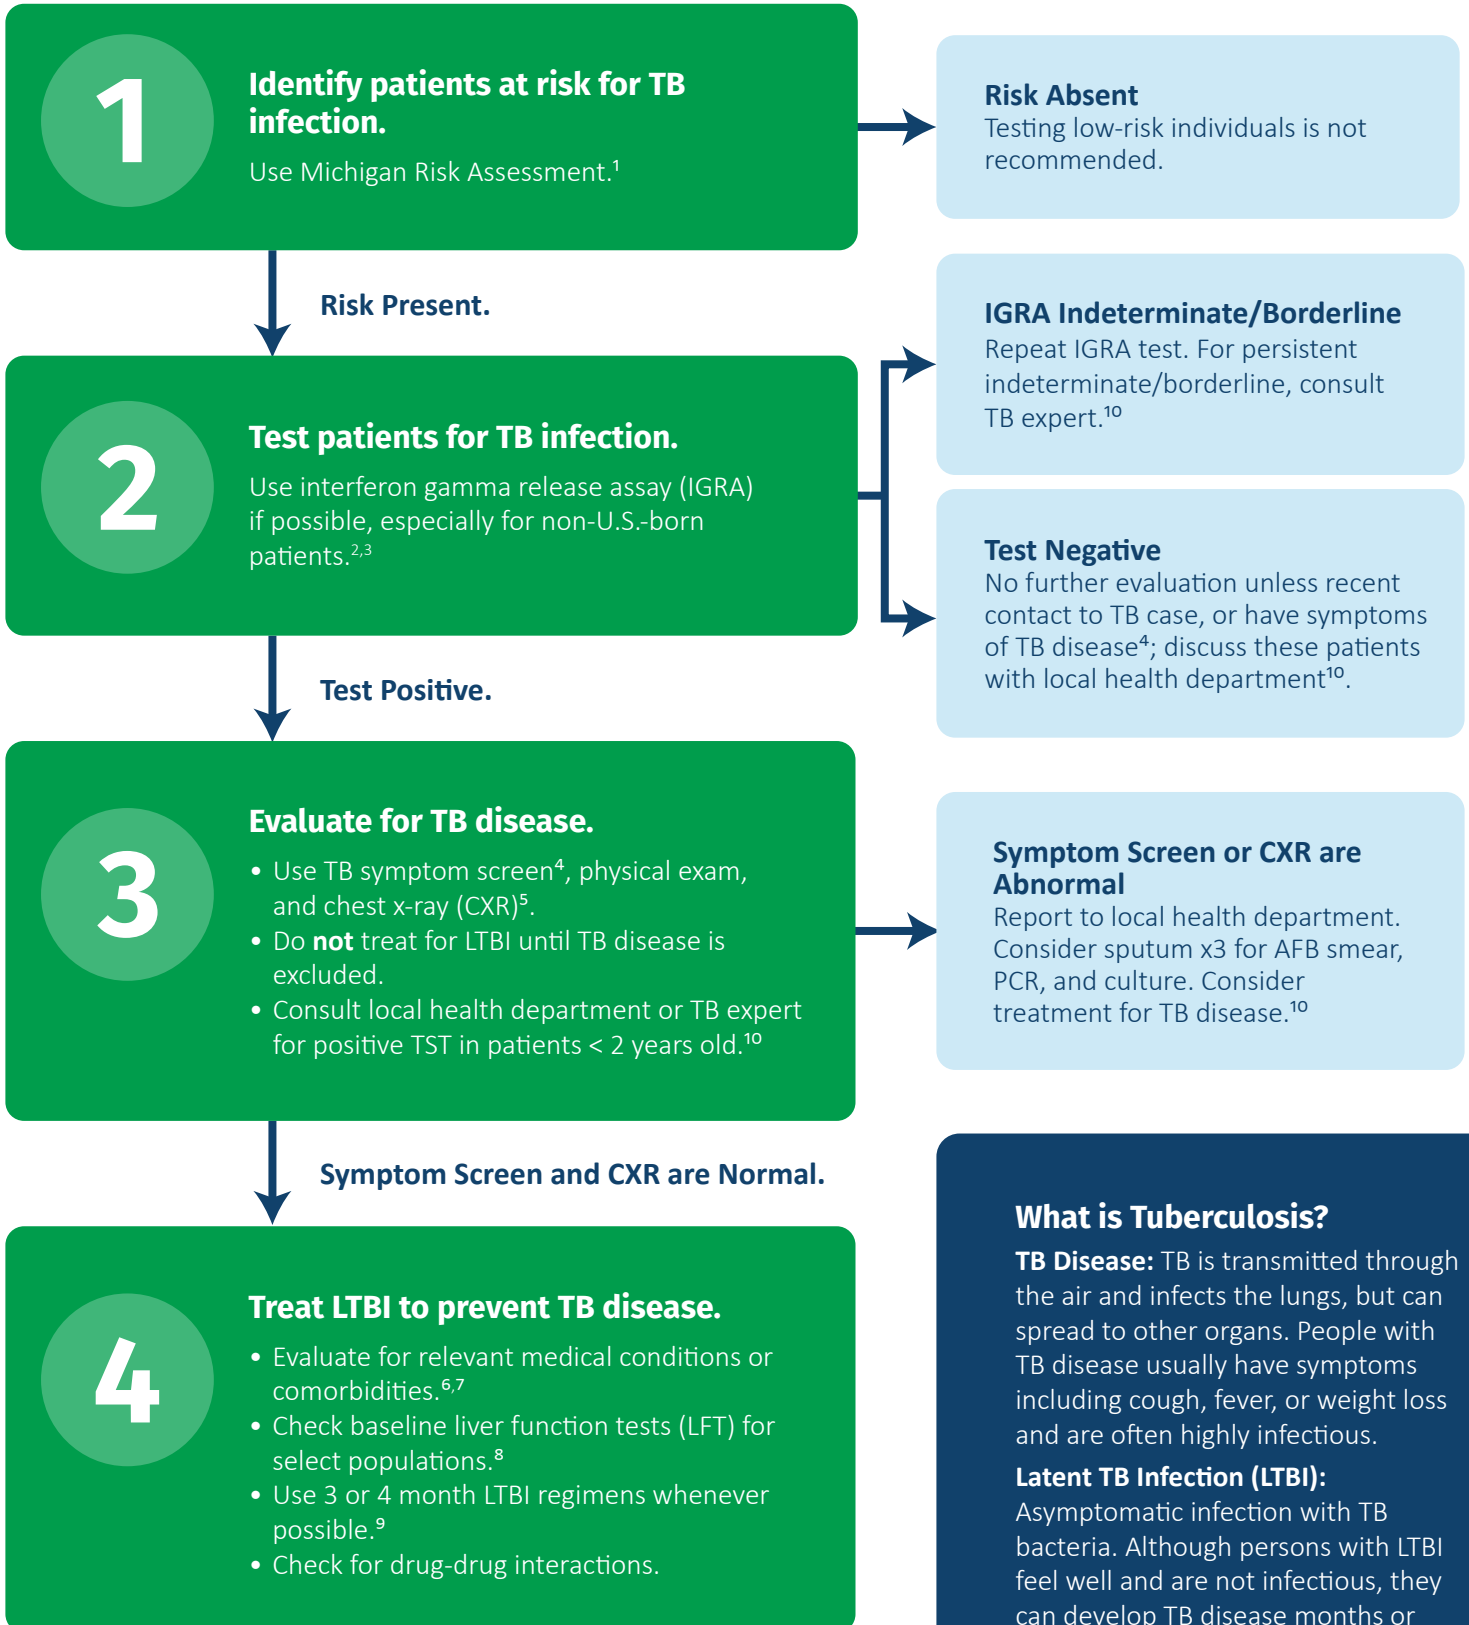 1
Identify patients at risk for TB
infection.
Use Michigan Risk Assessment.¹
Risk Absent
Testing low-risk individuals is not
recommended.
Risk Present.
2
Test patients for TB infection.
Use interferon gamma release assay (IGRA)
if possible, especially for non-U.S.-born
patients.²,³
IGRA Indeterminate/Borderline
Repeat IGRA test. For persistent
indeterminate/borderline, consult
TB expert.¹⁰
Test Negative
No further evaluation unless recent
contact to TB case, or have symptoms
of TB disease⁴; discuss these patients
with local health department¹⁰.
Test Positive.
3
Evaluate for TB disease.
• Use TB symptom screen⁴, physical exam,
and chest x-ray (CXR)⁵.
• Do not treat for LTBI until TB disease is
excluded.
• Consult local health department or TB expert
for positive TST in patients < 2 years old.¹⁰
Symptom Screen or CXR are
Abnormal
Report to local health department.
Consider sputum x3 for AFB smear,
PCR, and culture. Consider
treatment for TB disease.¹⁰
Symptom Screen and CXR are Normal.
4
Treat LTBI to prevent TB disease.
• Evaluate for relevant medical conditions or
comorbidities.⁶,⁷
• Check baseline liver function tests (LFT) for
select populations.⁸
• Use 3 or 4 month LTBI regimens whenever
possible.⁹
• Check for drug-drug interactions.
What is Tuberculosis?
TB Disease: TB is transmitted through
the air and infects the lungs, but can
spread to other organs. People with
TB disease usually have symptoms
including cough, fever, or weight loss
and are often highly infectious.
Latent TB Infection (LTBI):
Asymptomatic infection with TB
bacteria. Although persons with LTBI
feel well and are not infectious, they
can develop TB disease months or